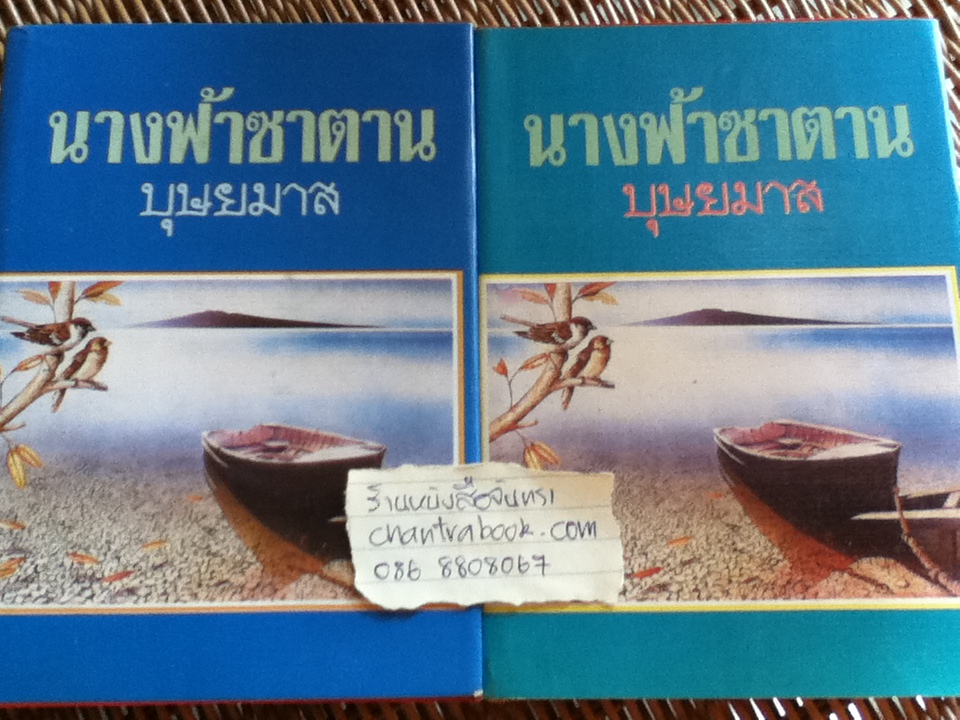 นางฟ้าซาตาน
บุษยมาส
นางฟ้าซาตาน
บุษยมาส
ร้านหนังสือจันทรา
chantrabook.com
086 8808067